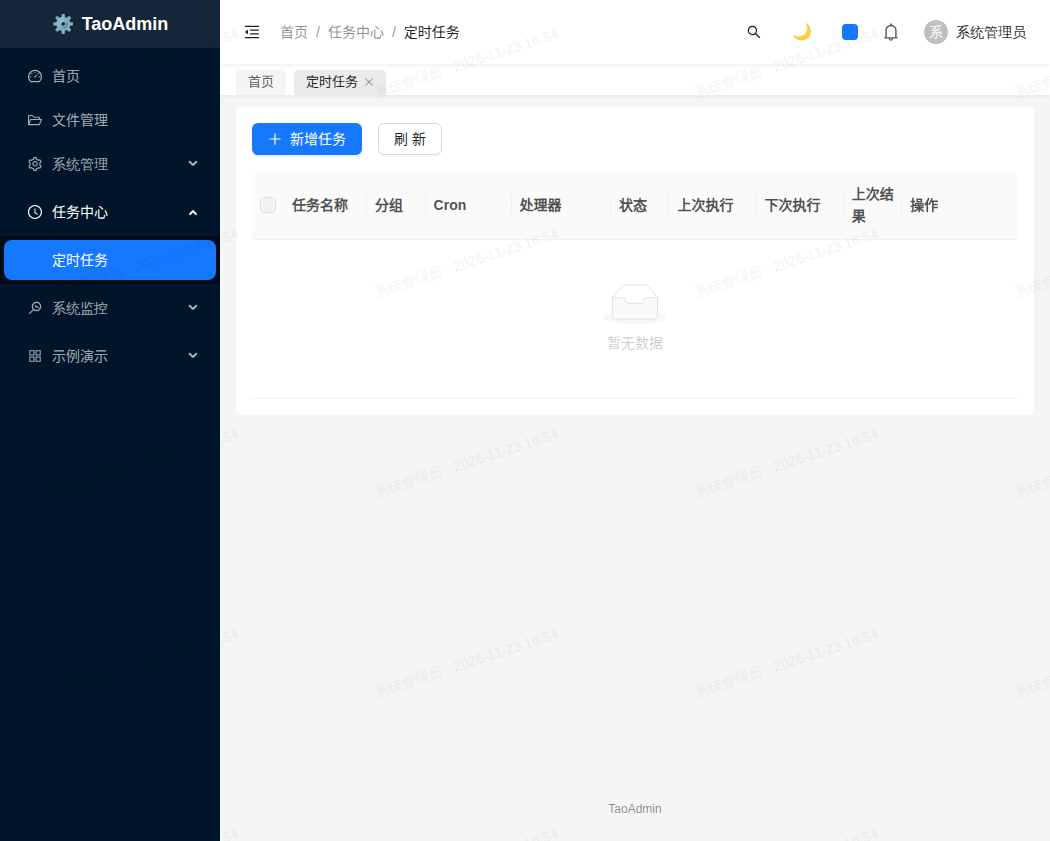 TaoAdmin
首页
文件管理
系统管理
任务中心
定时任务
系统监控
示例演示
首页 / 任务中心 / 定时任务
系 系统管理员
首页 定时任务
新增任务 刷 新
任务名称 分组 Cron 处理器 状态 上次执行 下次执行 上次结果 操作
暂无数据
系统管理员 2026-11-23 16:54
TaoAdmin